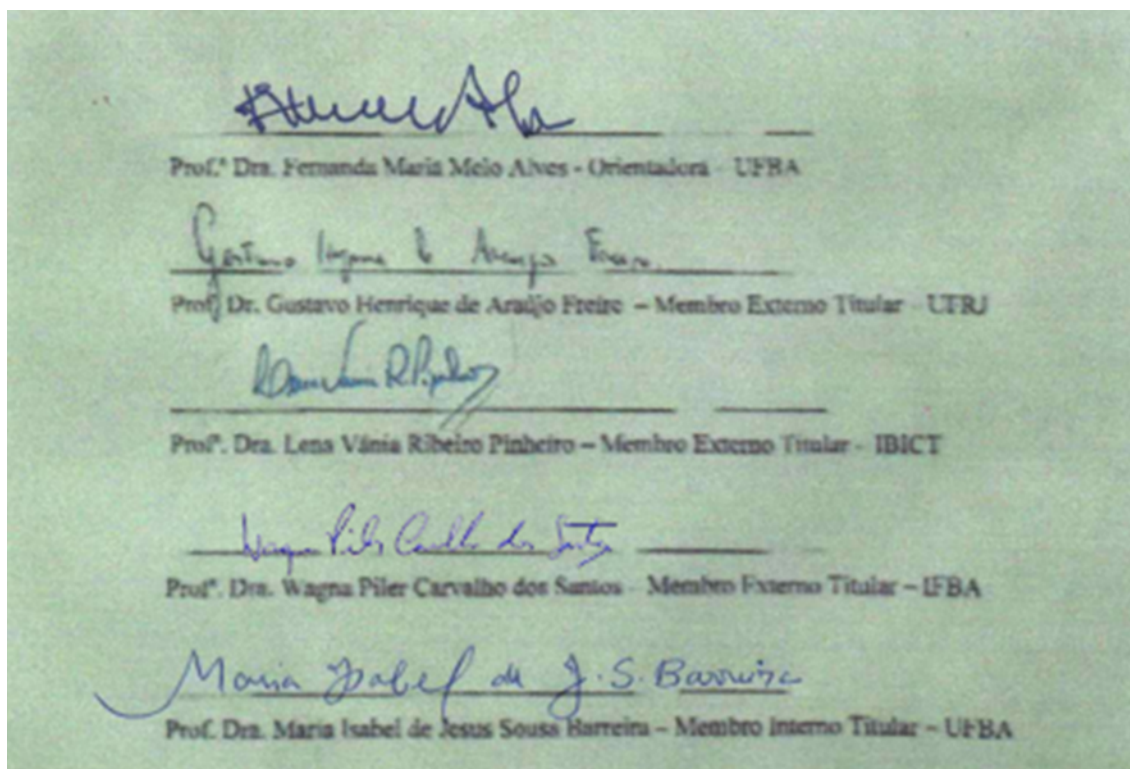 Prof.ª Dra. Fernanda Maria Melo Alves - Orientadora - UFBA
Gustavo Henrique de Araújo Freire
Prof. Dr. Gustavo Henrique de Araújo Freire – Membro Externo Titular - UFRJ
Lena Vania R. Pinheiro
Profª. Dra. Lena Vânia Ribeiro Pinheiro – Membro Externo Titular - IBICT
Wagna Piler Carvalho dos Santos
Profª. Dra. Wagna Piler Carvalho dos Santos - Membro Externo Titular – IFBA
Maria Isabel de J. S. Barreira
Prof. Dra. Maria Isabel de Jesus Sousa Barreira – Membro Interno Titular – UFBA